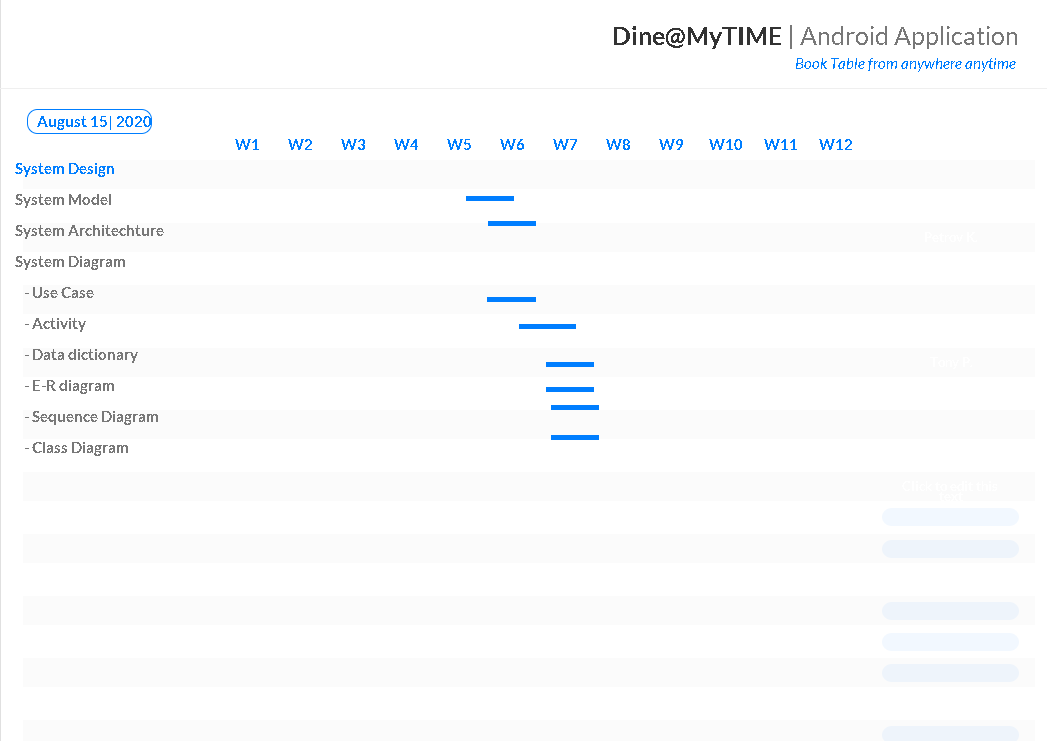 Dine@MyTIME | Android Application
Book Table from anywhere anytime
August 15| 2020
W1 W2 W3 W4 W5 W6 W7 W8 W9 W10 W11 W12
System Design
System Model
System Architechture
System Diagram
- Use Case
- Activity
- Data dictionary
- E-R diagram
- Sequence Diagram
- Class Diagram